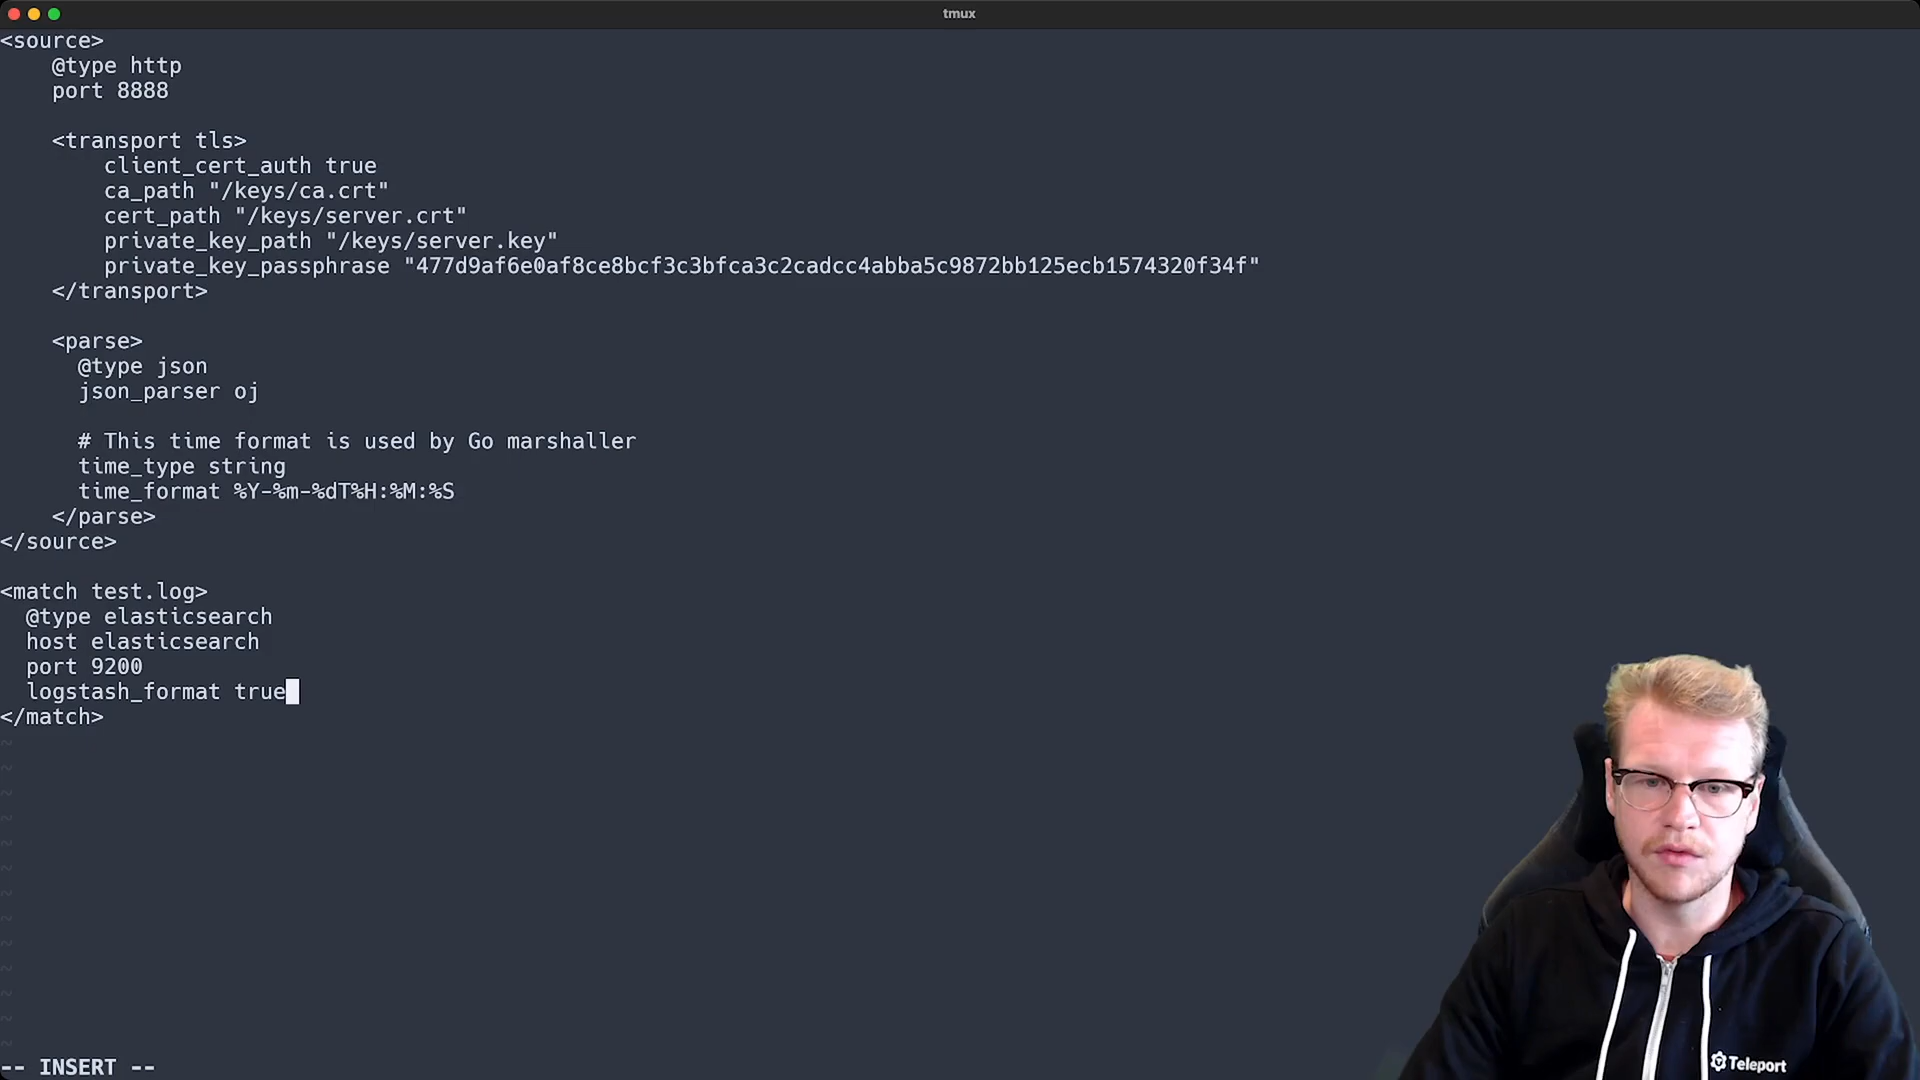 tmux
<source>
    @type http
    port 8888

    <transport tls>
        client_cert_auth true
        ca_path "/keys/ca.crt"
        cert_path "/keys/server.crt"
        private_key_path "/keys/server.key"
        private_key_passphrase "477d9af6e0af8ce8bcf3c3bfca3c2cadcc4abba5c9872bb125ecb1574320f34f"
    </transport>

    <parse>
      @type json
      json_parser oj

      # This time format is used by Go marshaller
      time_type string
      time_format %Y-%m-%dT%H:%M:%S
    </parse>
</source>

<match test.log>
  @type elasticsearch
  host elasticsearch
  port 9200
  logstash_format true
</match>
~
~
~
~
~
~
~
~
~
~
~
~
~
-- INSERT --
Teleport